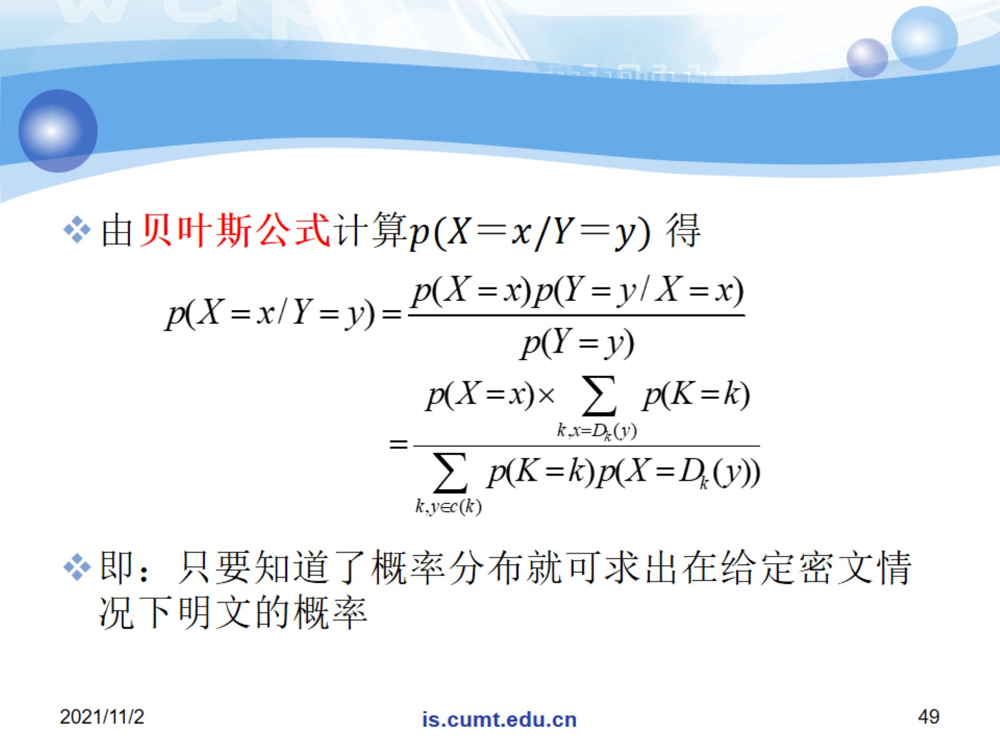 由贝叶斯公式计算p(X＝x/Y＝y) 得
p(X = x/Y = y) = \frac{p(X = x)p(Y = y/X = x)}{p(Y = y)}
= \frac{p(X = x)× \sum_{k,x=D_k(y)} p(K = k)}{\sum_{k,y∈c(k)} p(K = k)p(X = D_k(y))}
即：只要知道了概率分布就可求出在给定密文情
况下明文的概率
2021/11/2
is.cumt.edu.cn
49